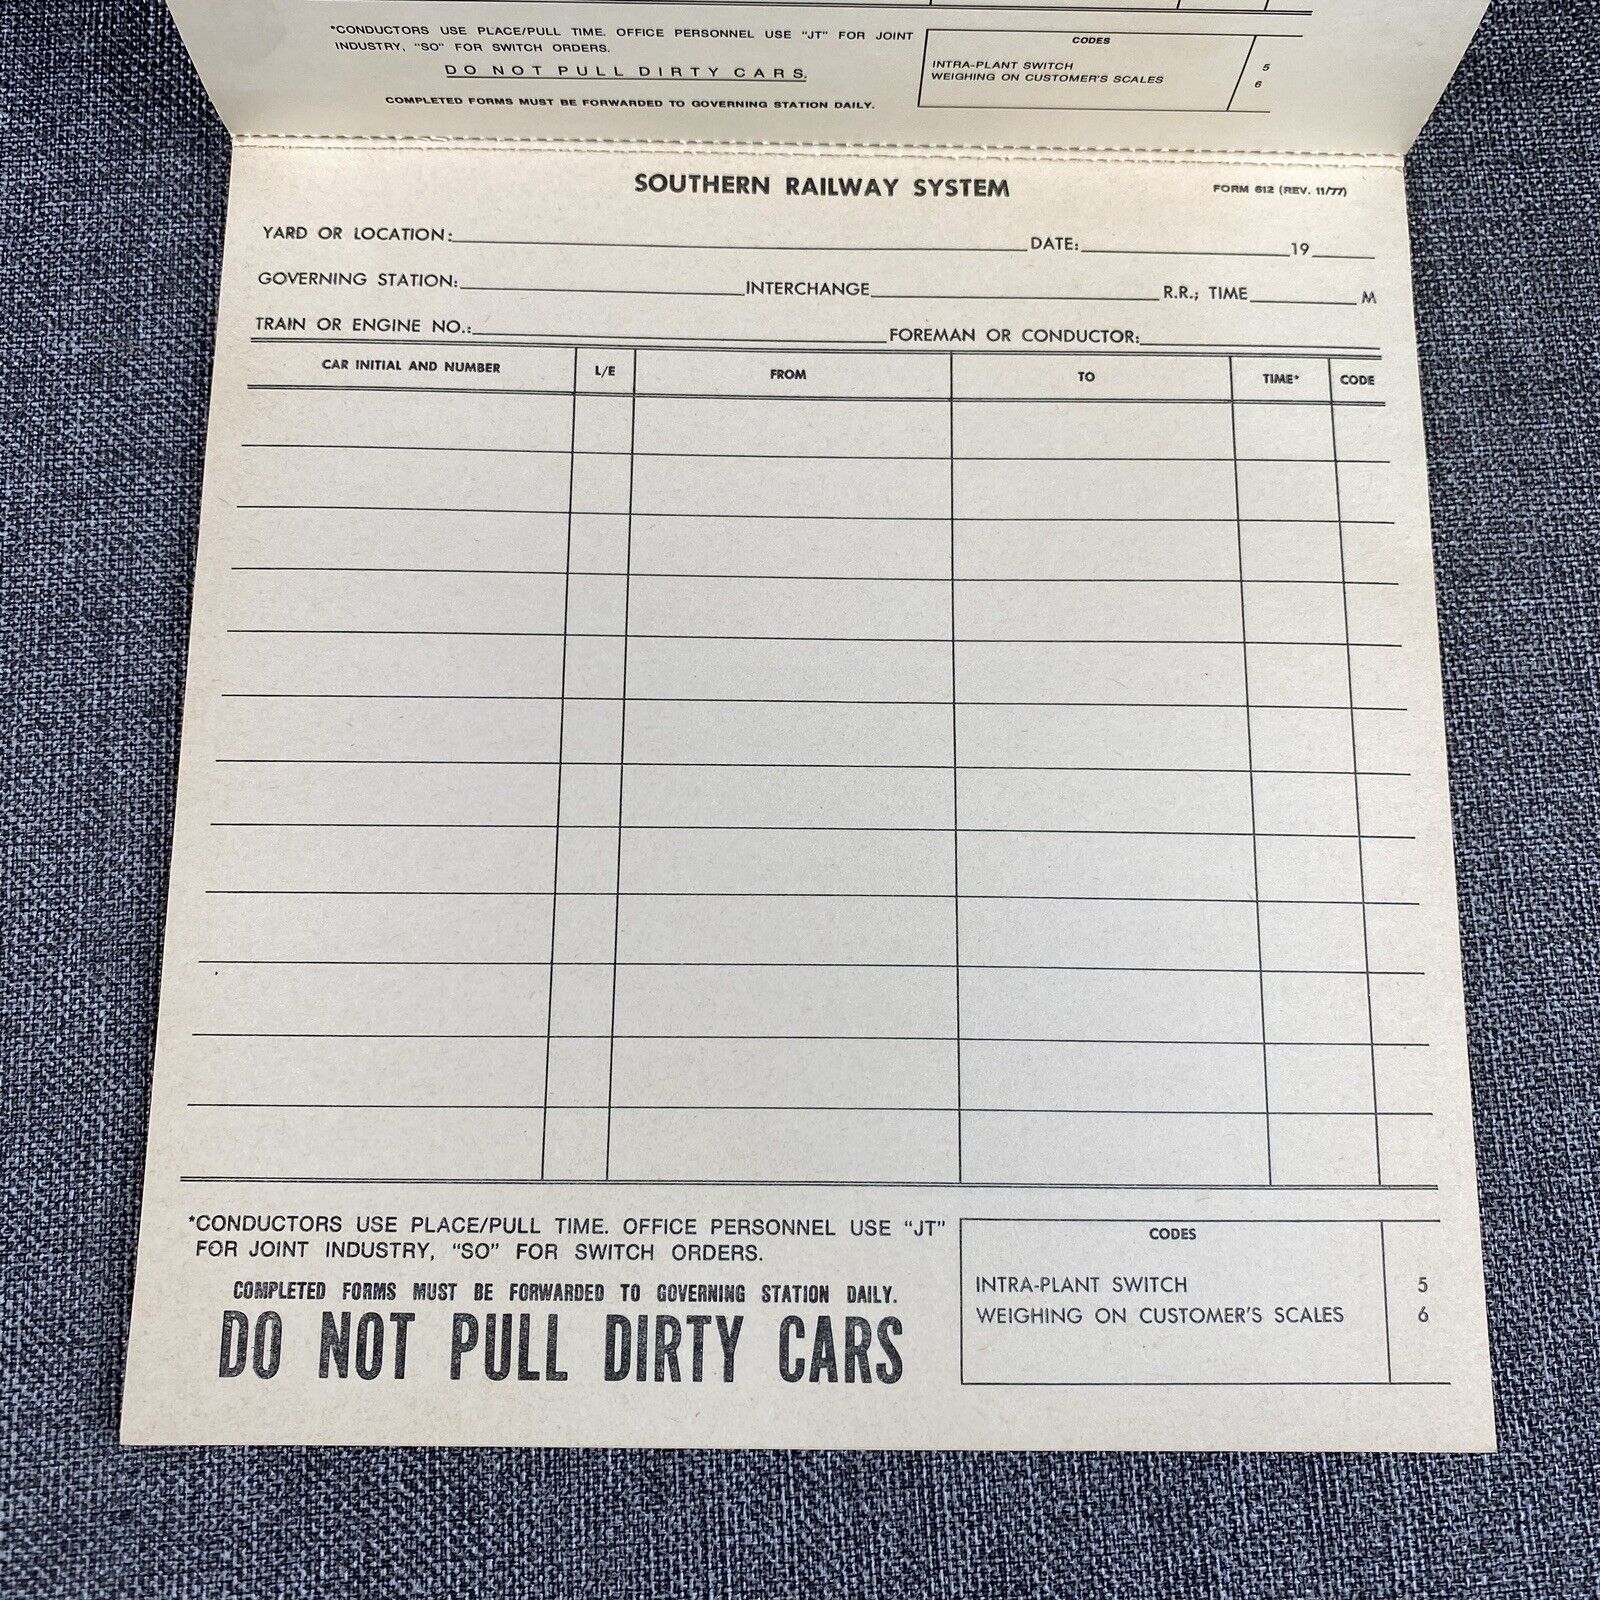 *CONDUCTORS USE PLACE/PULL TIME. OFFICE PERSONNEL USE "JT" FOR JOINT
INDUSTRY, "SO" FOR SWITCH ORDERS.
DO NOT PULL DIRTY CARS.
COMPLETED FORMS MUST BE FORWARDED TO GOVERNING STATION DAILY.
CODES
INTRA-PLANT SWITCH 5
WEIGHING ON CUSTOMER'S SCALES 6
SOUTHERN RAILWAY SYSTEM FORM 612 (REV. 11/77)
YARD OR LOCATION: DATE: 19
GOVERNING STATION: INTERCHANGE R.R.; TIME M
TRAIN OR ENGINE NO.: FOREMAN OR CONDUCTOR:
CAR INITIAL AND NUMBER L/E FROM TO TIME* CODE
*CONDUCTORS USE PLACE/PULL TIME. OFFICE PERSONNEL USE "JT"
FOR JOINT INDUSTRY, "SO" FOR SWITCH ORDERS.
COMPLETED FORMS MUST BE FORWARDED TO GOVERNING STATION DAILY.
DO NOT PULL DIRTY CARS
CODES
INTRA-PLANT SWITCH 5
WEIGHING ON CUSTOMER'S SCALES 6